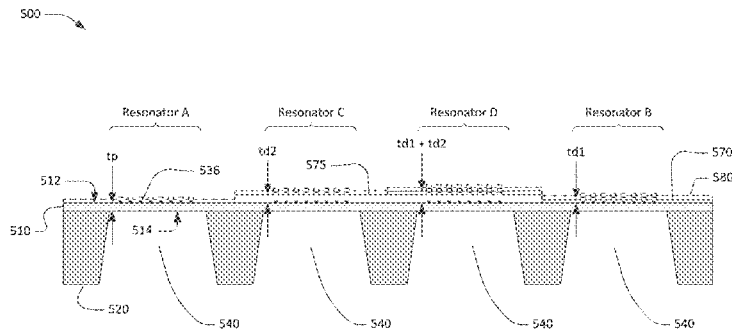 500
Resonator A
Resonator C
Resonator D
Resonator B
tp
td2
td1 + td2
td1
512
536
575
570
580
510
514
520
540
540
540
540